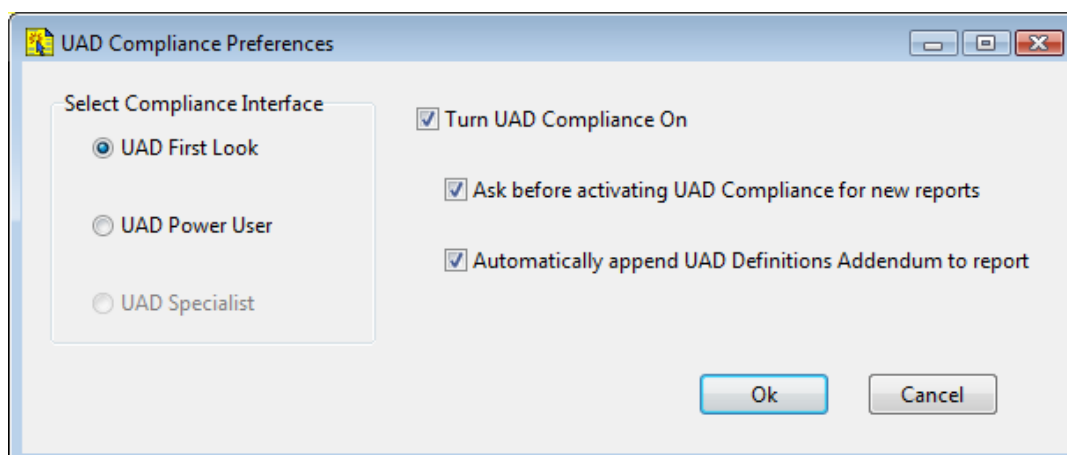 UAD Compliance Preferences
Select Compliance Interface
UAD First Look
UAD Power User
UAD Specialist
Turn UAD Compliance On
Ask before activating UAD Compliance for new reports
Automatically append UAD Definitions Addendum to report
Ok
Cancel